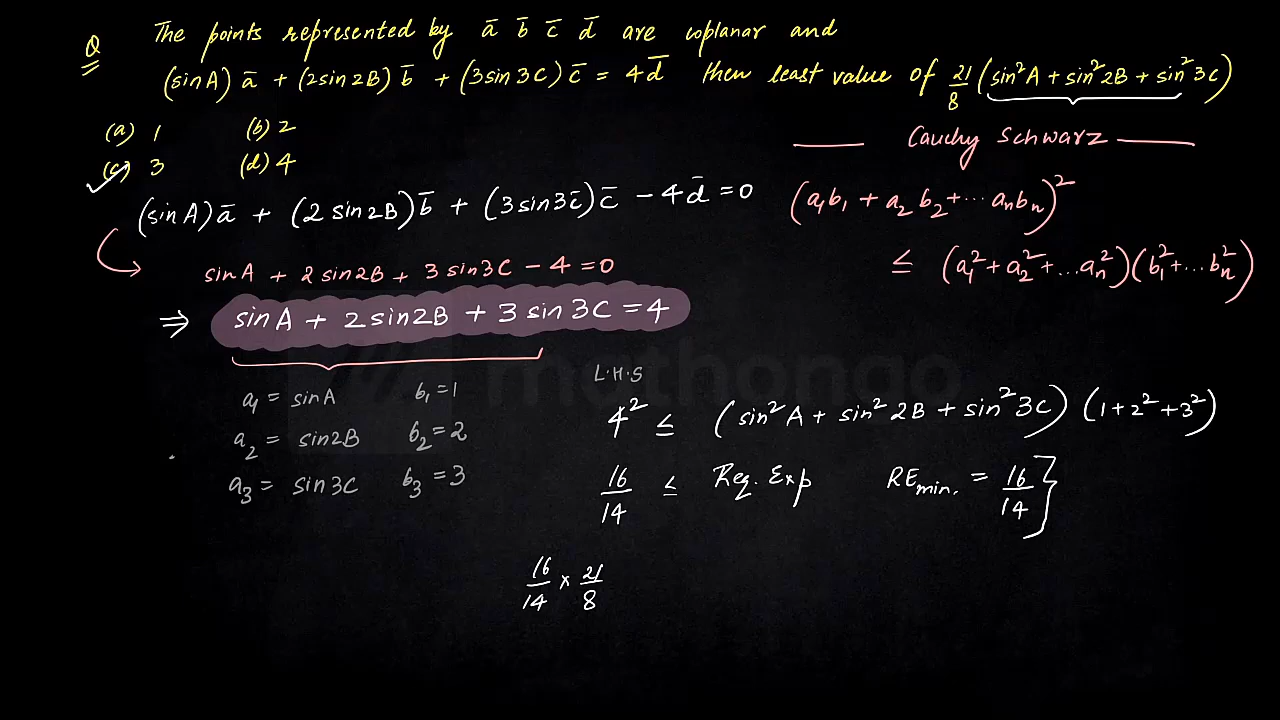 Q The points represented by a̅ b̅ c̅ d̅ are coplanar and
(sinA) a̅ + (2sin2B) b̅ + (3sin3C) c̅ = 4d̅ then least value of 21/8 (sin²A + sin²2B + sin²3C)
(a) 1 (b) 2
(c) 3 (d) 4
Cauchy Schwarz
(sinA)a̅ + (2 sin2B)b̅ + (3sin3c̅)c̅ - 4d̅ = 0
(a₁b₁ + a₂b₂ + ... aₙbₙ)²
≤ (a₁² + a₂² + ... aₙ²)(b₁² + ... bₙ²)
sinA + 2 sin2B + 3 sin3C - 4 = 0
⇒ sinA + 2 sin2B + 3 sin 3C = 4
a₁ = sinA b₁ = 1
a₂ = sin2B b₂ = 2
a₃ = sin3C b₃ = 3
L.H.S
4² ≤ (sin²A + sin²2B + sin²3C)(1 + 2² + 3²)
16/14 ≤ Req. Exp RE min. = 16/14 }
16/14 × 21/8
mathongo